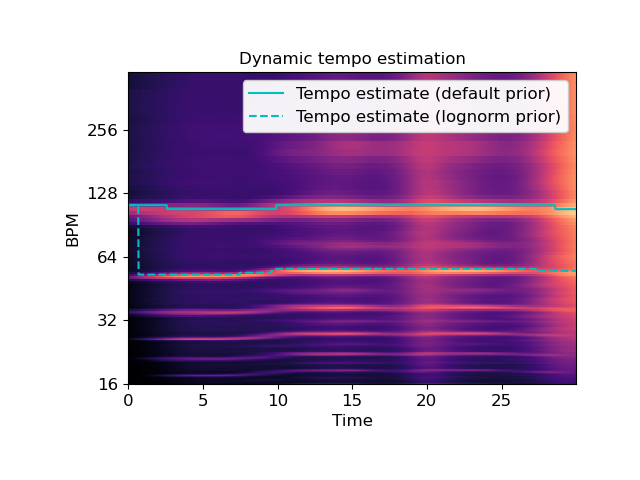 Dynamic tempo estimation
Tempo estimate (default prior)
Tempo estimate (lognorm prior)
256
128
64
32
16
BPM
0 5 10 15 20 25
Time